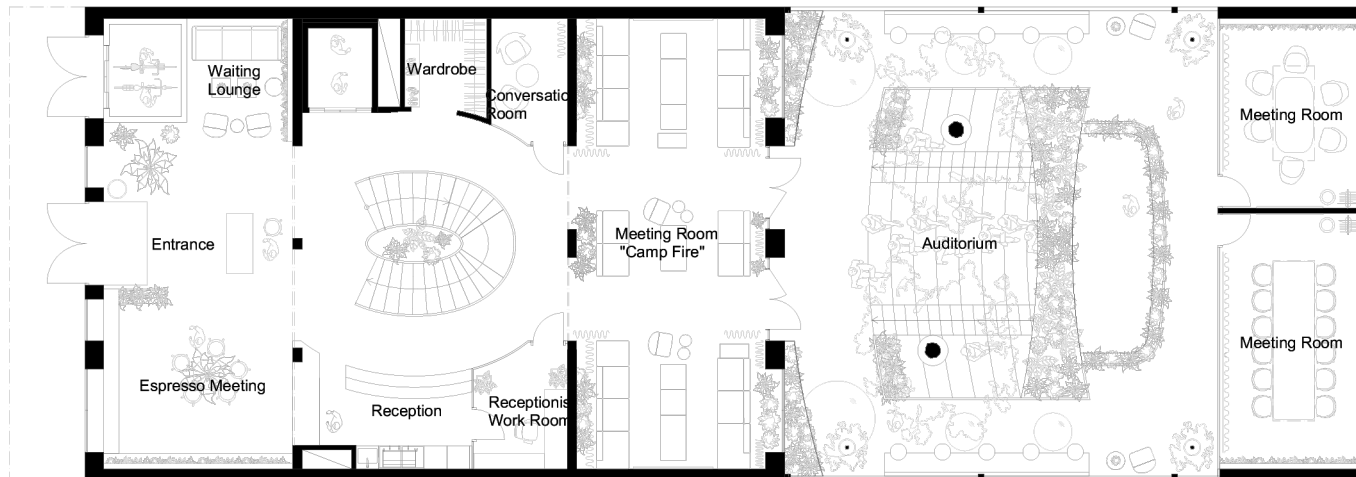 Waiting
Lounge
Wardrobe
Conversatio
Room
Meeting Room
Entrance
Meeting Room
"Camp Fire"
Auditorium
Meeting Room
Espresso Meeting
Reception
Receptionis
Work Room